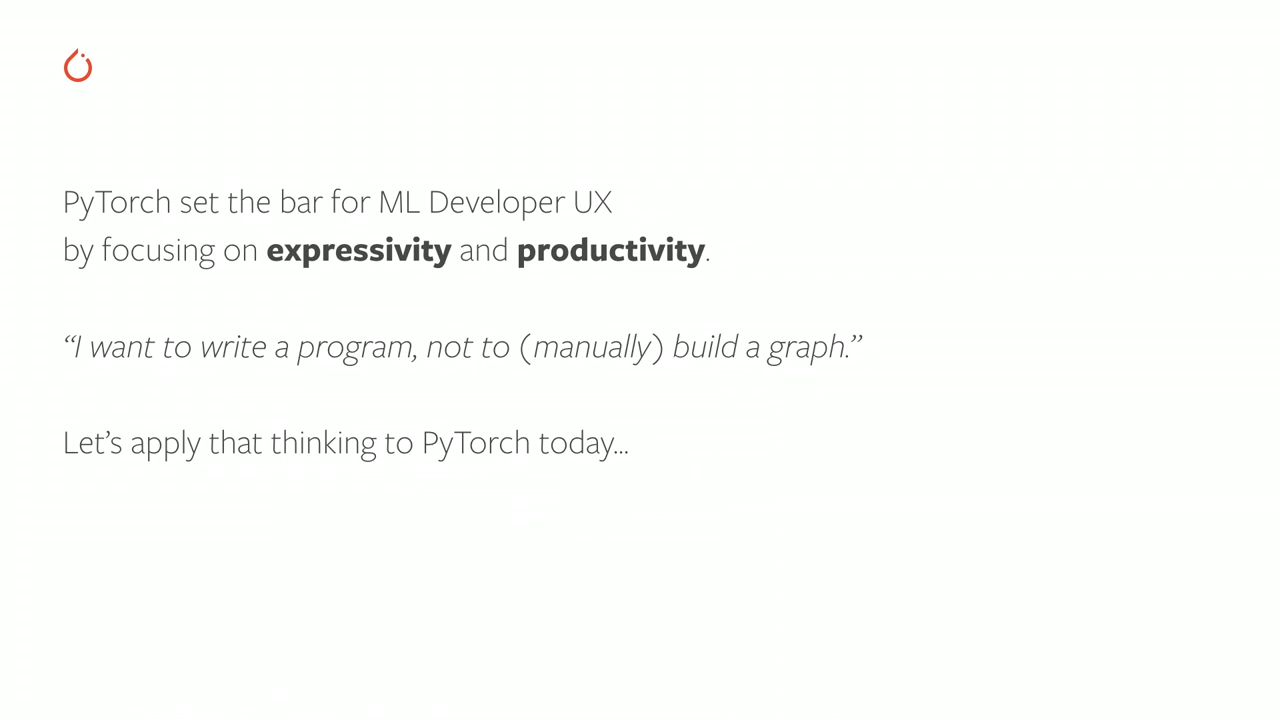 PyTorch set the bar for ML Developer UX
by focusing on expressivity and productivity.
“I want to write a program, not to (manually) build a graph.”
Let’s apply that thinking to PyTorch today...